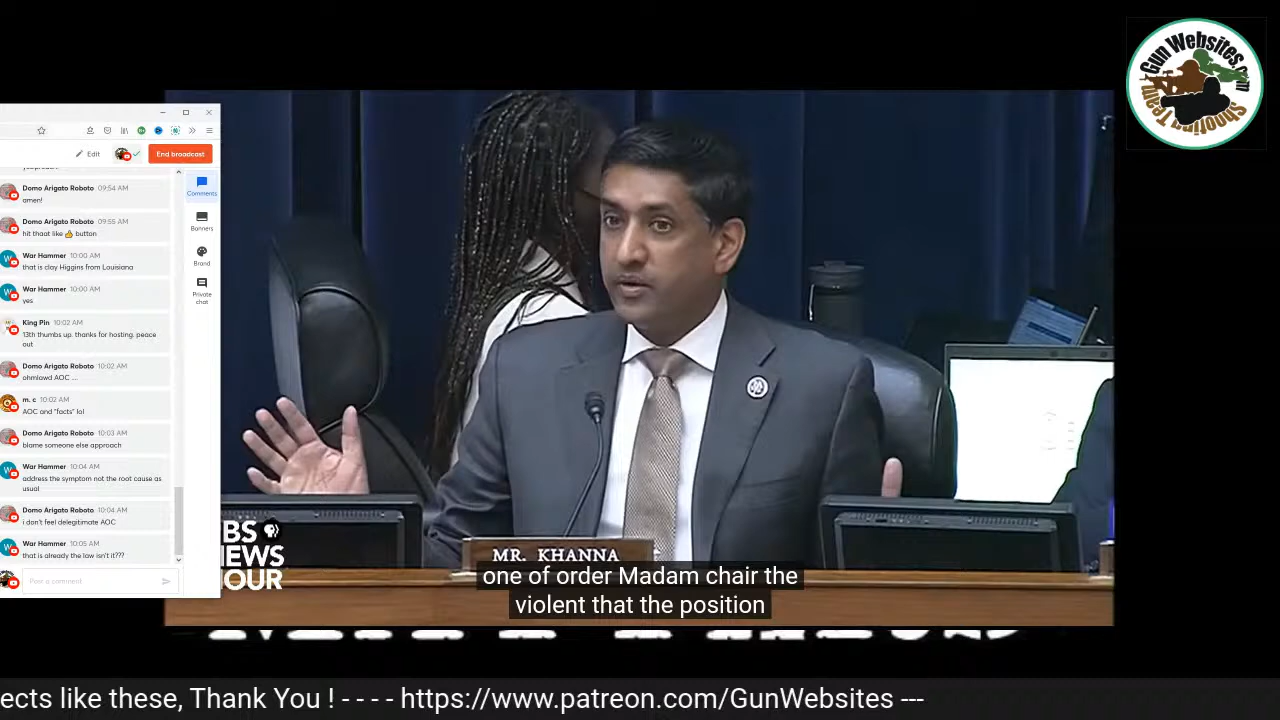 Gun Websites.com
Shooting Team
Edit
End broadcast
Domo Arigato Roboto 09:54 AM
amen!
Domo Arigato Roboto 09:55 AM
hit thaat like 👍 button
War Hammer 10:00 AM
that is clay Higgins from Louisiana
War Hammer 10:00 AM
yes
King Pin 10:02 AM
13th thumbs up. thanks for hosting. peace
out
Domo Arigato Roboto 10:02 AM
ohmlawd AOC ...
m. c 10:02 AM
AOC and "facts" lol
Domo Arigato Roboto 10:03 AM
blame someone else approach
War Hammer 10:04 AM
address the symptom not the root cause as
usual
Domo Arigato Roboto 10:04 AM
i don't feel delegitimate AOC
War Hammer 10:05 AM
that is already the law isn't it???
Post a comment
Comments
Banners
Brand
Private
chat
BS
NEWS
HOUR
MR. KHANNA
one of order Madam chair the
violent that the position
ects like these, Thank You ! - - - - https://www.patreon.com/GunWebsites ---